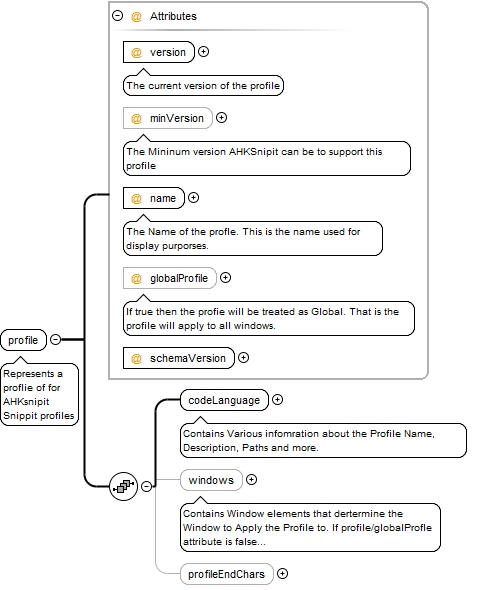 @ Attributes
@ version
The current version of the profile
@ minVersion
The Mininum version AHKSnipit can be to support this
profile
@ name
The Name of the profle. This is the name used for
display purporses.
@ globalProfile
If true then the profie will be treated as Global. That is the
profile will apply to all windows.
@ schemaVersion
profile
Represents a
proflie of for
AHKsnipit
Snippit profiles
codeLanguage
Contains Various infomration about the Profile Name,
Description, Paths and more.
windows
Contains Window elements that dertermine the
Window to Apply the Profile to. If profile/globalProfle
attribute is false...
profileEndChars